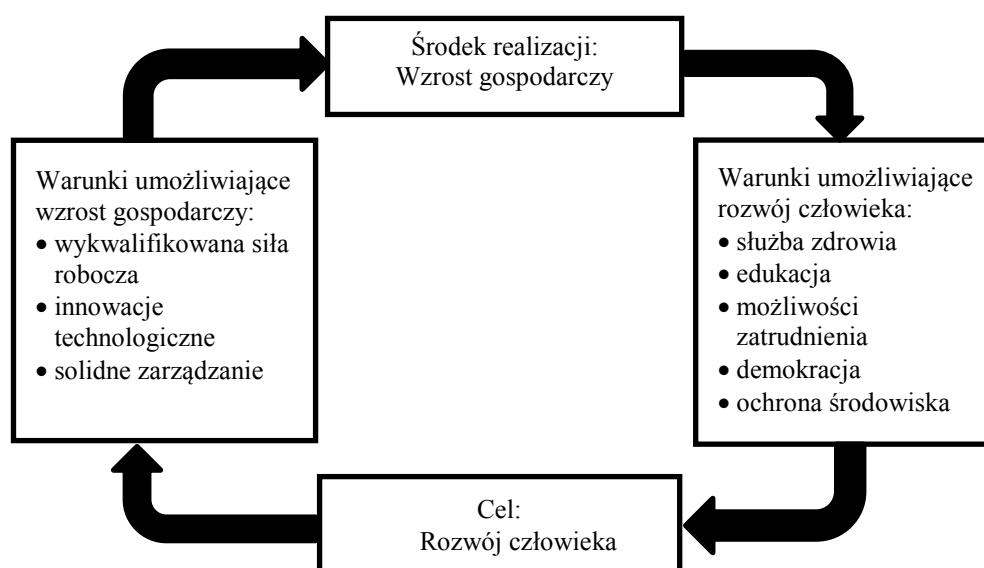 Środek realizacji:
Wzrost gospodarczy
Warunki umożliwiające
wzrost gospodarczy:
• wykwalifikowana siła
robocza
• innowacje
technologiczne
• solidne zarządzanie
Warunki umożliwiające
rozwój człowieka:
• służba zdrowia
• edukacja
• możliwości
zatrudnienia
• demokracja
• ochrona środowiska
Cel:
Rozwój człowieka